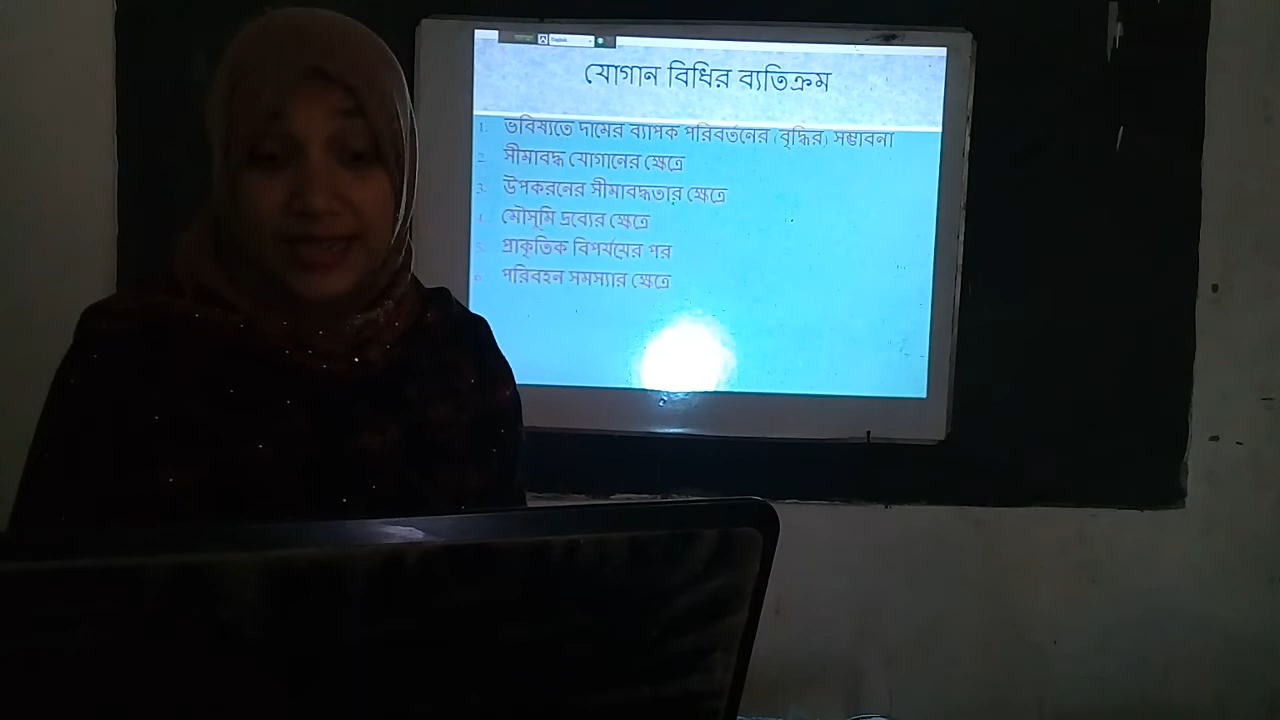 যোগান বিধির ব্যতিক্রম
1. ভবিষ্যতে দামের ব্যাপক পরিবর্তনের (বৃদ্ধির) সম্ভাবনা
2. সীমাবদ্ধ যোগানের ক্ষেত্রে
3. উপকরনের সীমাবদ্ধতার ক্ষেত্রে
4. মৌসুমি দ্রব্যের ক্ষেত্রে
5. প্রাকৃতিক বিপর্যয়ের পর
6. পরিবহন সমস্যার ক্ষেত্রে